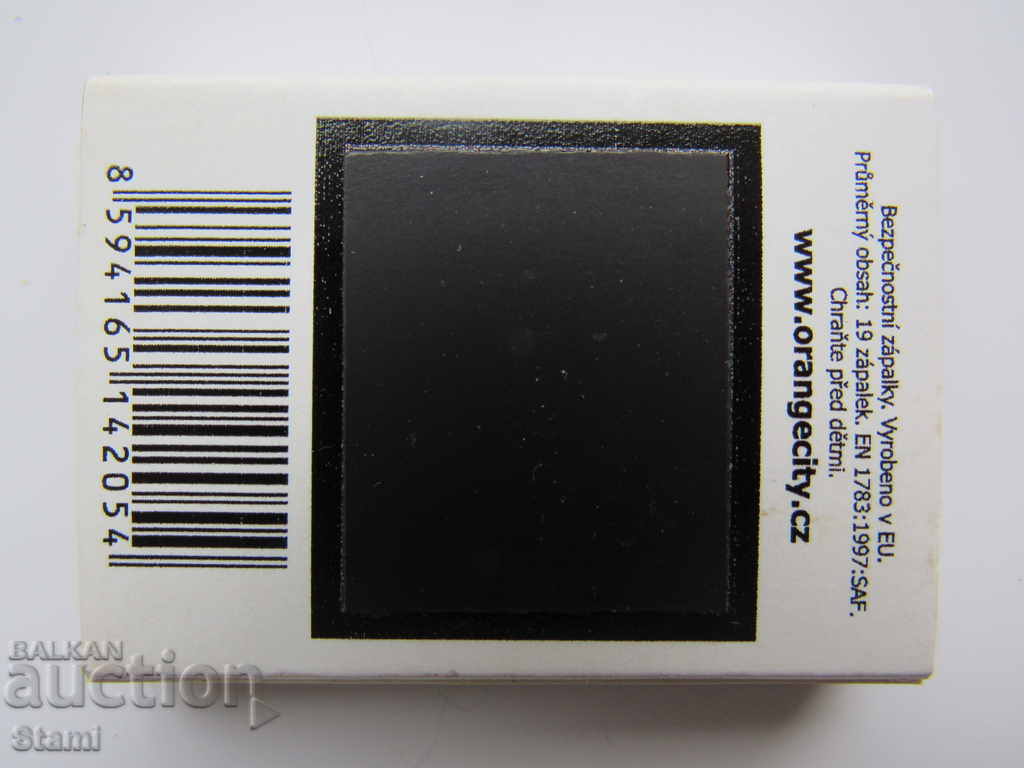 Bezpečnostní zápalky. Vyrobeno v EU.
Průměrný obsah: 19 zápalek. EN 1783:1997:SAF.
Chraňte před dětmi.
www.orangecity.cz
8 594165 142054
BALKAN
auction
Stami